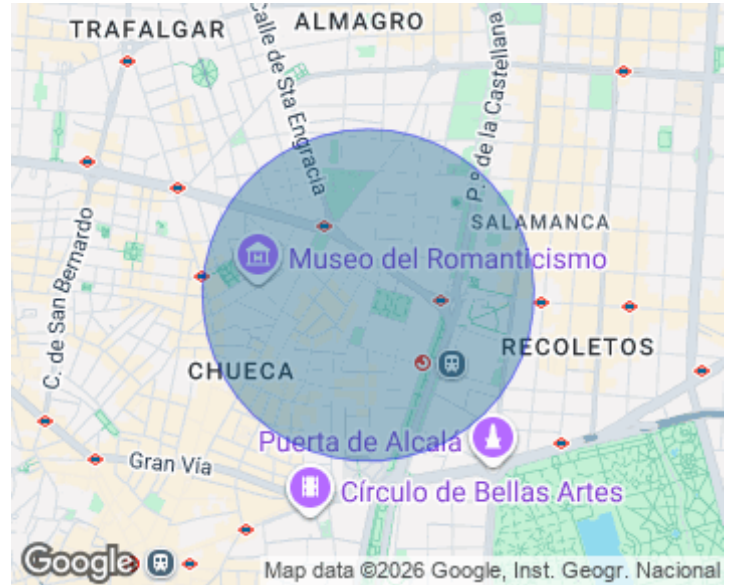 TRAFALGAR
ALMAGRO
Calle de Sta Engracia
P.º de la Castellana
SALAMANCA
Museo del Romanticismo
C. de San Bernardo
RECOLETOS
CHUECA
Puerta de Alcalá
Gran Vía
Círculo de Bellas Artes
Google
Map data ©2026 Google, Inst. Geogr. Nacional